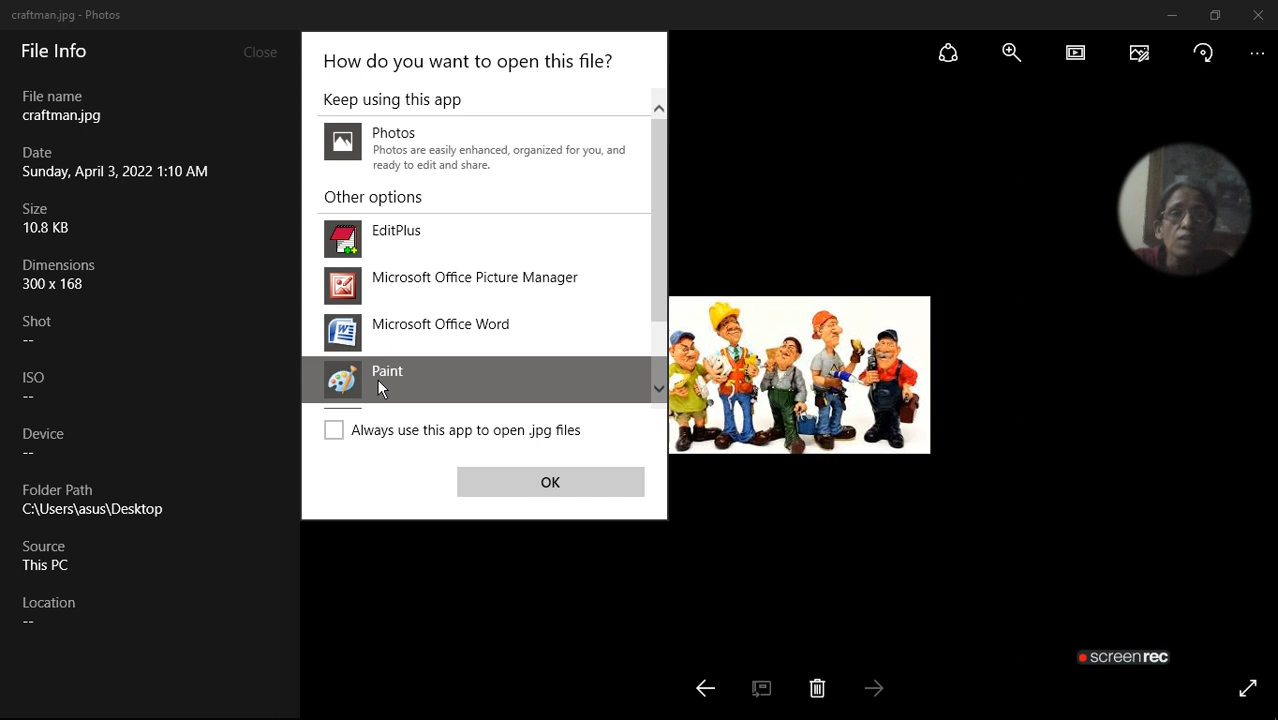 craftman.jpg - Photos
File Info
Close
File name
craftman.jpg
Date
Sunday, April 3, 2022 1:10 AM
Size
10.8 KB
Dimensions
300 x 168
Shot
--
ISO
--
Device
--
Folder Path
C:\Users\asus\Desktop
Source
This PC
Location
--
How do you want to open this file?
Keep using this app
Photos
Photos are easily enhanced, organized for you, and
ready to edit and share.
Other options
EditPlus
Microsoft Office Picture Manager
Microsoft Office Word
Paint
Always use this app to open .jpg files
OK
screenrec